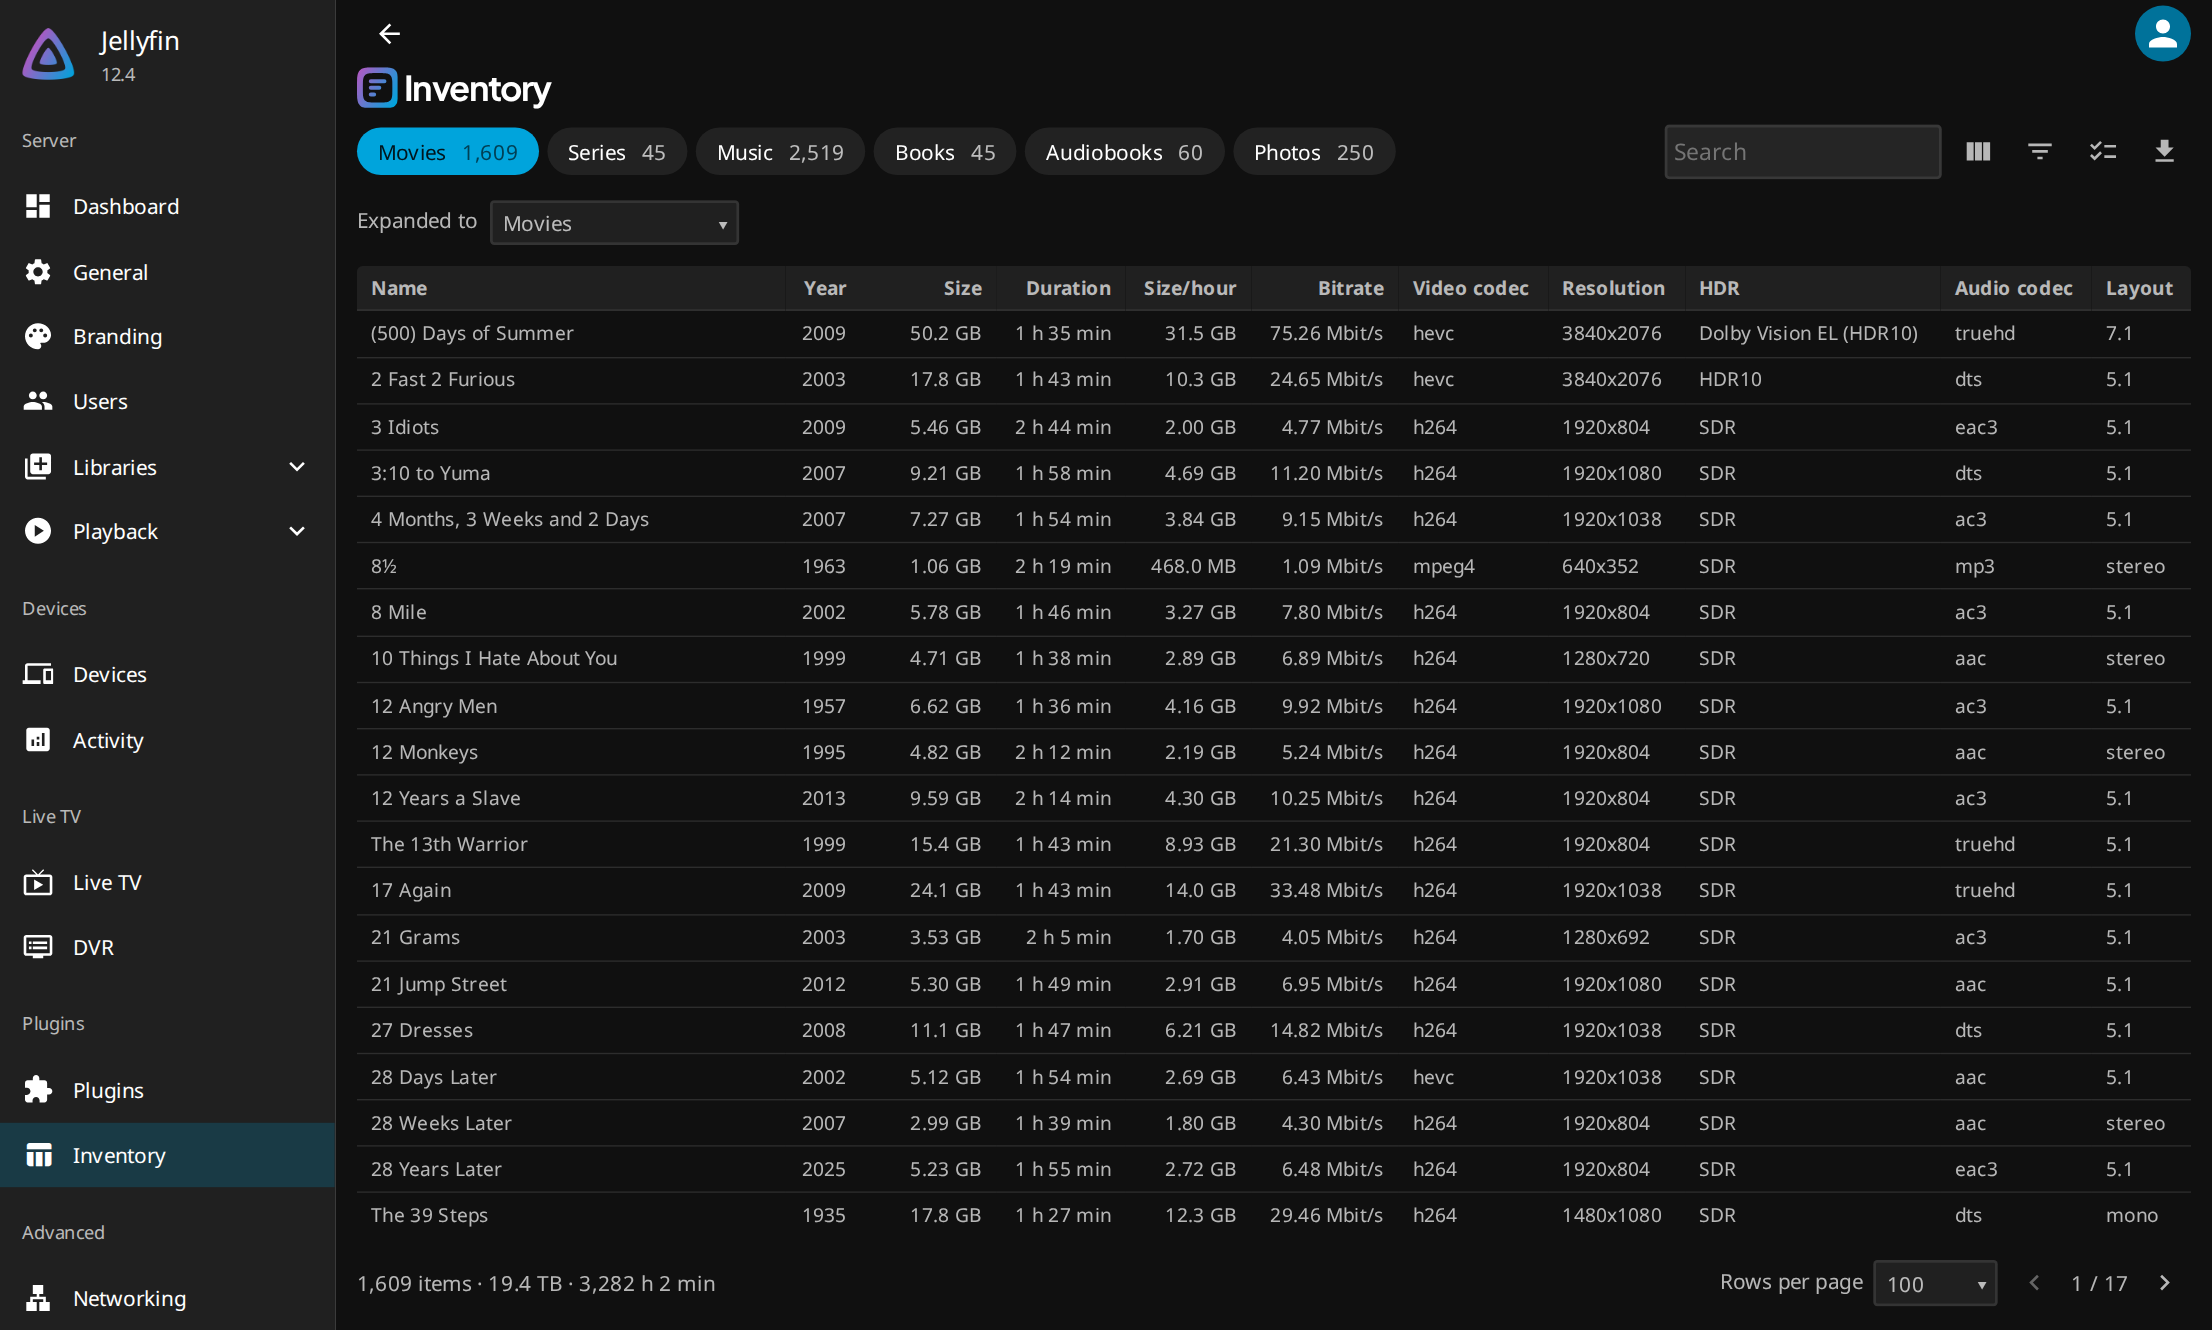 Jellyfin
12.4
Server
Dashboard
General
Branding
Users
Libraries
Playback
Devices
Devices
Activity
Live TV
Live TV
DVR
Plugins
Plugins
Inventory
Advanced
Networking
Inventory
Movies 1,609 Series 45 Music 2,519 Books 45 Audiobooks 60 Photos 250 Search
Expanded to Movies
Name Year Size Duration Size/hour Bitrate Video codec Resolution HDR Audio codec Layout
(500) Days of Summer 2009 50.2 GB 1 h 35 min 31.5 GB 75.26 Mbit/s hevc 3840x2076 Dolby Vision EL (HDR10) truehd 7.1
2 Fast 2 Furious 2003 17.8 GB 1 h 43 min 10.3 GB 24.65 Mbit/s hevc 3840x2076 HDR10 dts 5.1
3 Idiots 2009 5.46 GB 2 h 44 min 2.00 GB 4.77 Mbit/s h264 1920x804 SDR eac3 5.1
3:10 to Yuma 2007 9.21 GB 1 h 58 min 4.69 GB 11.20 Mbit/s h264 1920x1080 SDR dts 5.1
4 Months, 3 Weeks and 2 Days 2007 7.27 GB 1 h 54 min 3.84 GB 9.15 Mbit/s h264 1920x1038 SDR ac3 5.1
8½ 1963 1.06 GB 2 h 19 min 468.0 MB 1.09 Mbit/s mpeg4 640x352 SDR mp3 stereo
8 Mile 2002 5.78 GB 1 h 46 min 3.27 GB 7.80 Mbit/s h264 1920x804 SDR ac3 5.1
10 Things I Hate About You 1999 4.71 GB 1 h 38 min 2.89 GB 6.89 Mbit/s h264 1280x720 SDR aac stereo
12 Angry Men 1957 6.62 GB 1 h 36 min 4.16 GB 9.92 Mbit/s h264 1920x1080 SDR ac3 5.1
12 Monkeys 1995 4.82 GB 2 h 12 min 2.19 GB 5.24 Mbit/s h264 1920x804 SDR aac stereo
12 Years a Slave 2013 9.59 GB 2 h 14 min 4.30 GB 10.25 Mbit/s h264 1920x804 SDR ac3 5.1
The 13th Warrior 1999 15.4 GB 1 h 43 min 8.93 GB 21.30 Mbit/s h264 1920x804 SDR truehd 5.1
17 Again 2009 24.1 GB 1 h 43 min 14.0 GB 33.48 Mbit/s h264 1920x1038 SDR truehd 5.1
21 Grams 2003 3.53 GB 2 h 5 min 1.70 GB 4.05 Mbit/s h264 1280x692 SDR ac3 5.1
21 Jump Street 2012 5.30 GB 1 h 49 min 2.91 GB 6.95 Mbit/s h264 1920x1080 SDR aac 5.1
27 Dresses 2008 11.1 GB 1 h 47 min 6.21 GB 14.82 Mbit/s h264 1920x1038 SDR dts 5.1
28 Days Later 2002 5.12 GB 1 h 54 min 2.69 GB 6.43 Mbit/s hevc 1920x1038 SDR aac 5.1
28 Weeks Later 2007 2.99 GB 1 h 39 min 1.80 GB 4.30 Mbit/s h264 1920x804 SDR aac stereo
28 Years Later 2025 5.23 GB 1 h 55 min 2.72 GB 6.48 Mbit/s h264 1920x804 SDR eac3 5.1
The 39 Steps 1935 17.8 GB 1 h 27 min 12.3 GB 29.46 Mbit/s h264 1480x1080 SDR dts mono
1,609 items · 19.4 TB · 3,282 h 2 min Rows per page 100 1 / 17